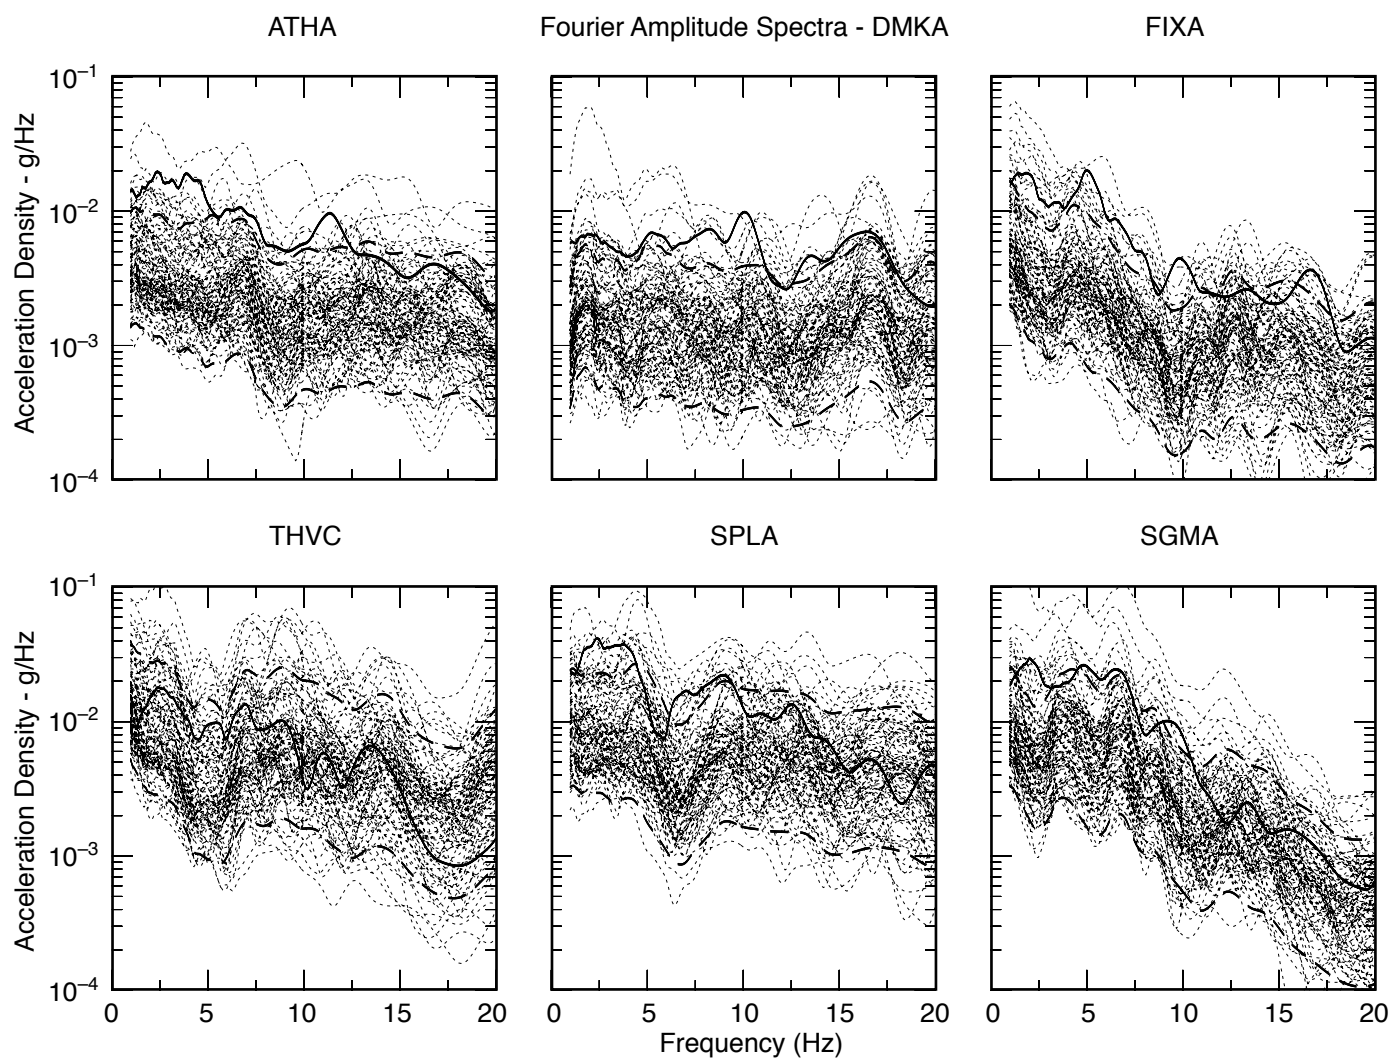 ATHA
Fourier Amplitude Spectra - DMKA
FIXA
Acceleration Density - g/Hz
10⁻¹
10⁻²
10⁻³
10⁻⁴
THVC
SPLA
SGMA
Acceleration Density - g/Hz
10⁻¹
10⁻²
10⁻³
10⁻⁴
0 5 10 15 20 0 5 10 15 20 0 5 10 15 20
Frequency (Hz)